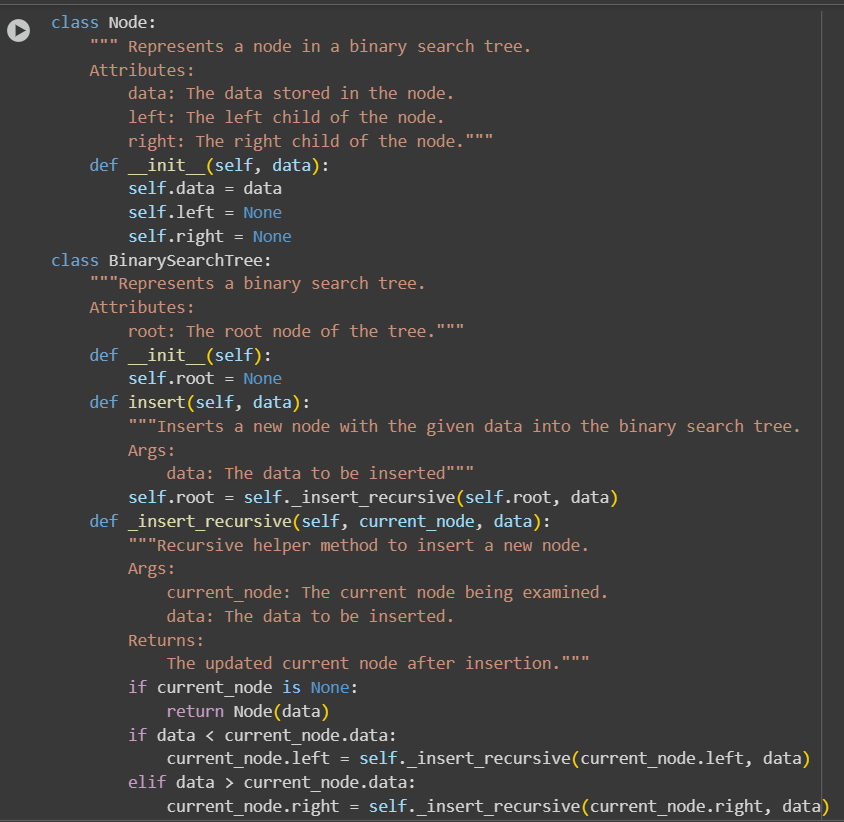 class Node:
    """ Represents a node in a binary search tree.
    Attributes:
        data: The data stored in the node.
        left: The left child of the node.
        right: The right child of the node."""
    def __init__(self, data):
        self.data = data
        self.left = None
        self.right = None
class BinarySearchTree:
    """Represents a binary search tree.
    Attributes:
        root: The root node of the tree."""
    def __init__(self):
        self.root = None
    def insert(self, data):
        """Inserts a new node with the given data into the binary search tree.
        Args:
            data: The data to be inserted"""
        self.root = self._insert_recursive(self.root, data)
    def _insert_recursive(self, current_node, data):
        """Recursive helper method to insert a new node.
        Args:
            current_node: The current node being examined.
            data: The data to be inserted.
        Returns:
            The updated current node after insertion."""
        if current_node is None:
            return Node(data)
        if data < current_node.data:
            current_node.left = self._insert_recursive(current_node.left, data)
        elif data > current_node.data:
            current_node.right = self._insert_recursive(current_node.right, data)